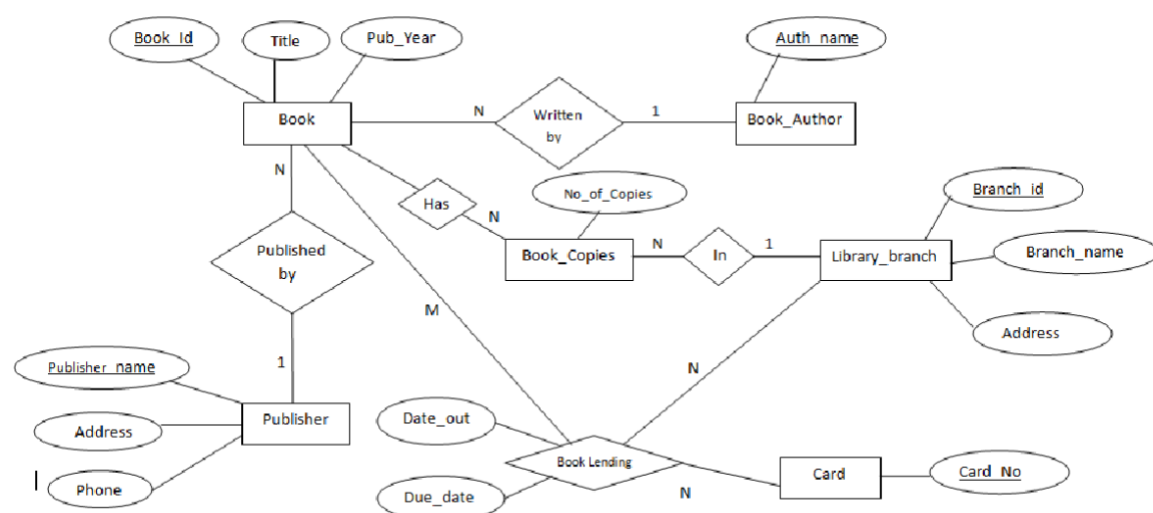 Book_Id
Title
Pub_Year
Auth_name
Book
N
Written
by
1
Book_Author
N
Has
No_of_Copies
Branch_id
N
Published
by
Book_Copies
N
In
1
Library_branch
Branch_name
M
Address
Publisher_name
1
N
Publisher
Address
Date_out
Book Lending
Card
Card_No
Phone
Due_date
N